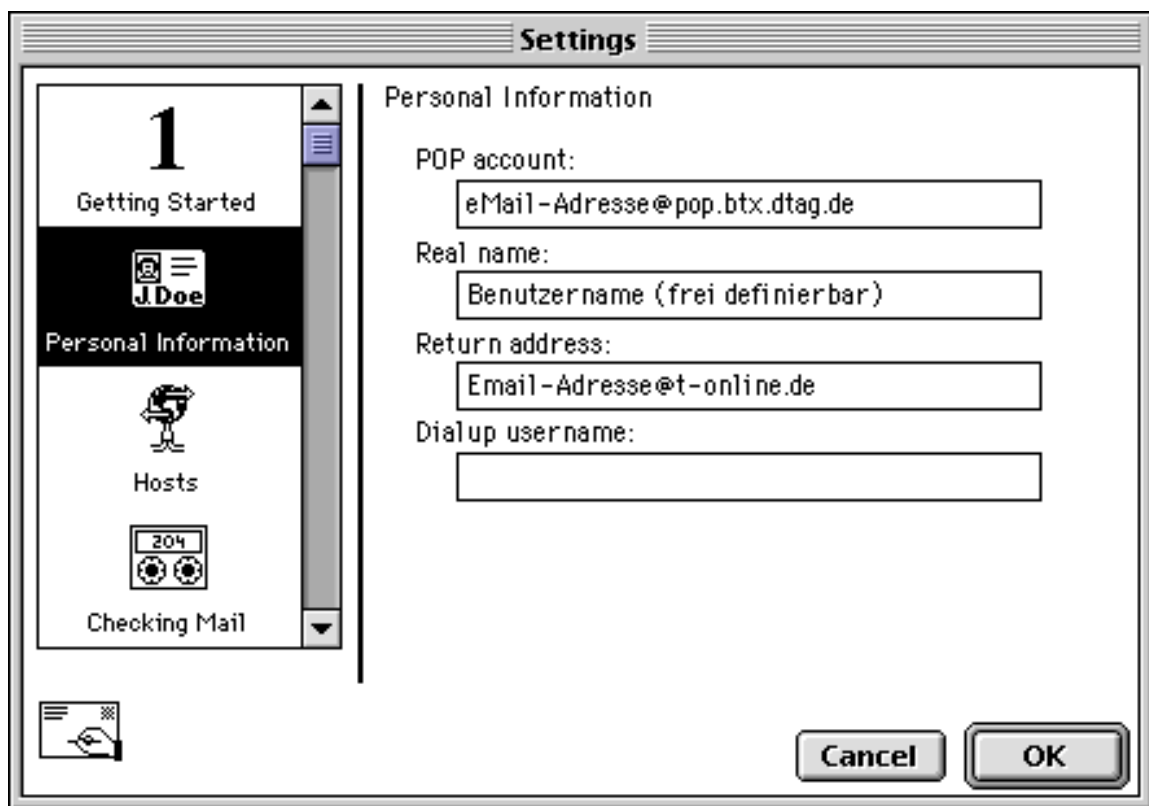 Settings
1
Getting Started
J.Doe
Personal Information
Hosts
204
Checking Mail
Personal Information
POP account:
eMail-Adresse@pop.btx.dtag.de
Real name:
Benutzername (frei definierbar)
Return address:
Email-Adresse@t-online.de
Dialup username:
Cancel
OK